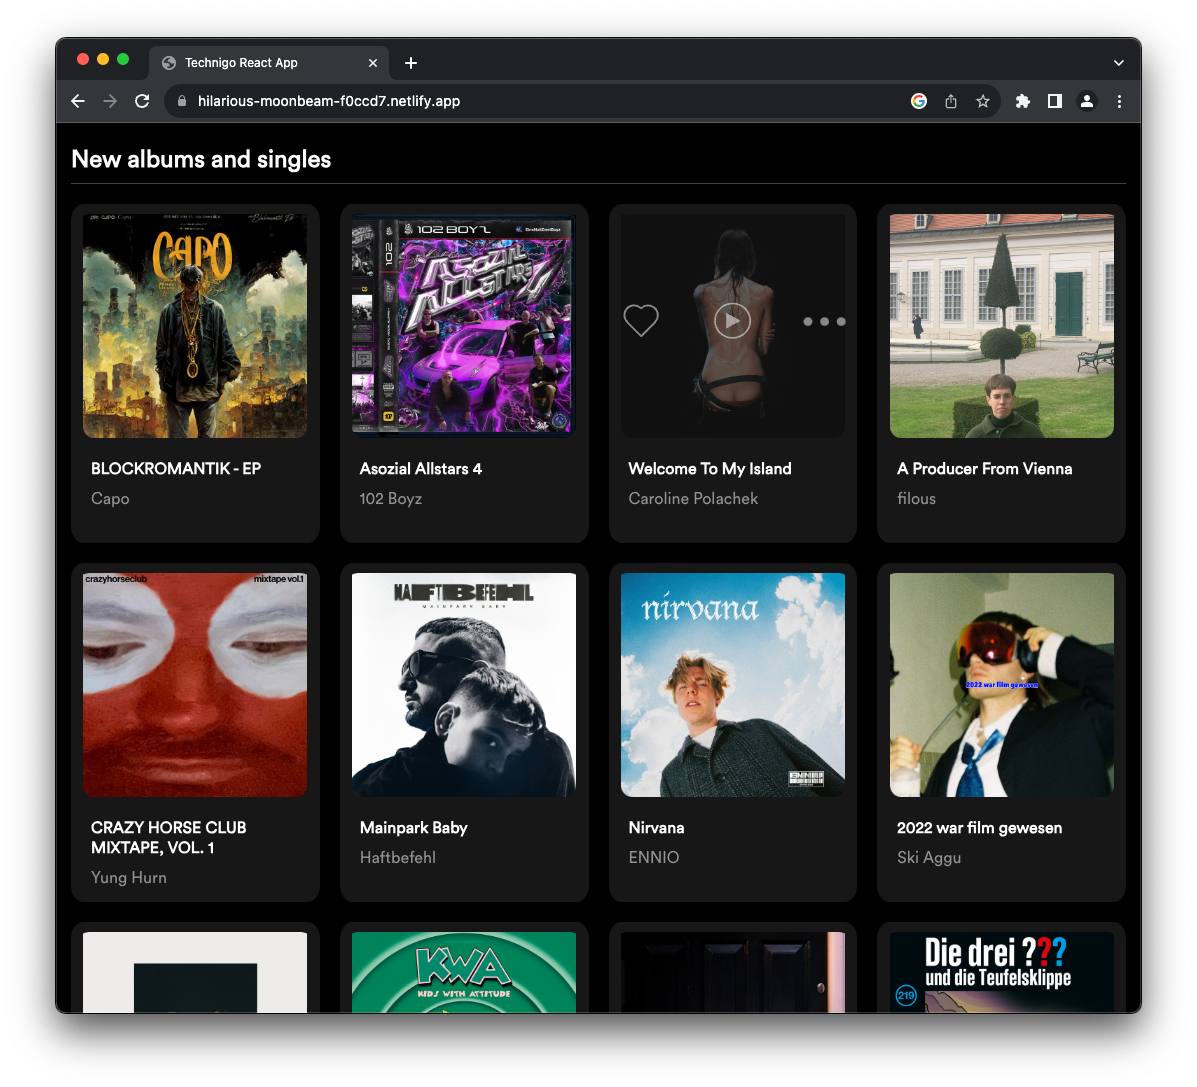 Technigo React App
hilarious-moonbeam-f0ccd7.netlify.app
New albums and singles
CAPO
102 BOYZ
102
ASOZIAL
ALLSTARS 4
BLOCKROMANTIK - EP
Capo
Asozial Allstars 4
102 Boyz
Welcome To My Island
Caroline Polachek
A Producer From Vienna
filous
crazyhorseclub
mixtape vol.1
HAFTBEFEHL
MAINPARK BABY
nirvana
ENNIO
2022 war film gewesen
CRAZY HORSE CLUB
MIXTAPE, VOL. 1
Yung Hurn
Mainpark Baby
Haftbefehl
Nirvana
ENNIO
2022 war film gewesen
Ski Aggu
KWA
KIDS WITH ATTITUDE
Die drei ???
und die Teufelsklippe
219